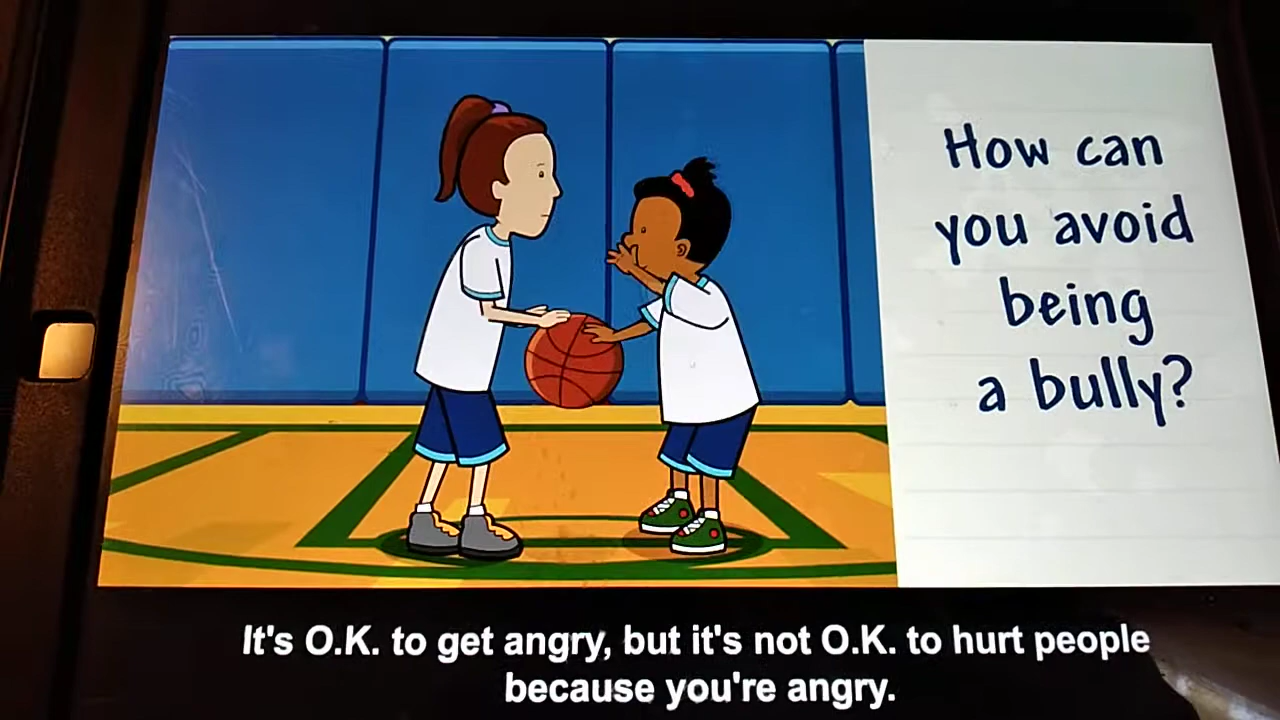 How can
you avoid
being
a bully?
It's O.K. to get angry, but it's not O.K. to hurt people
because you're angry.